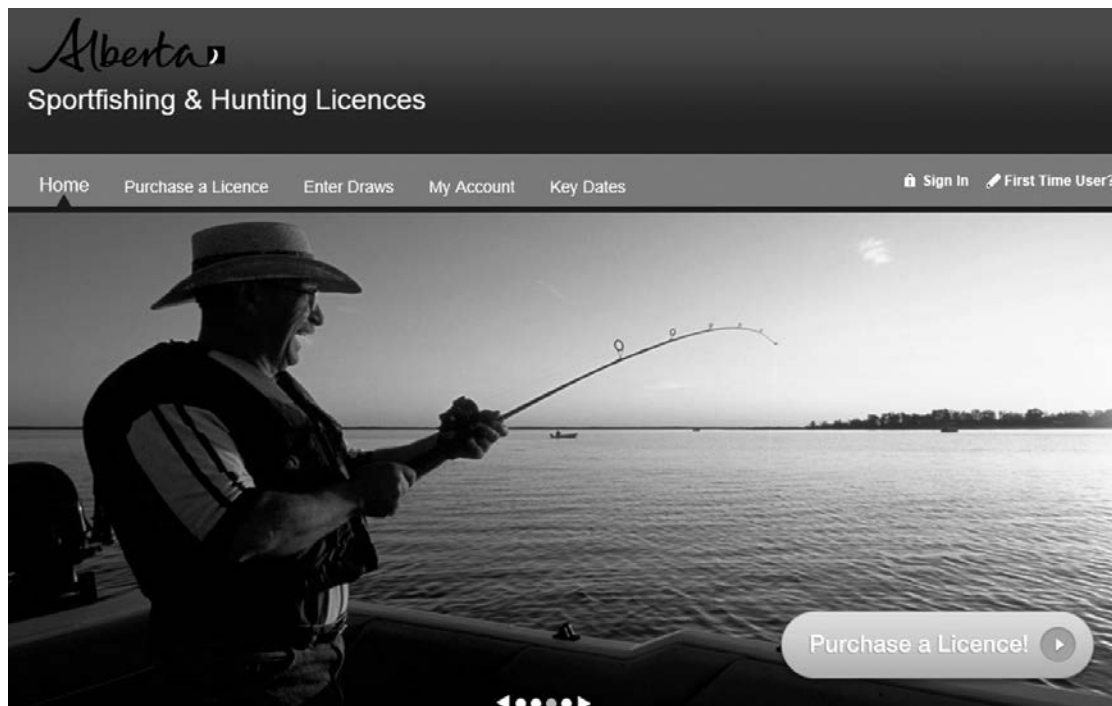 Alberta
Sportfishing & Hunting Licences
Home Purchase a Licence Enter Draws My Account Key Dates Sign In First Time User?
Purchase a Licence!